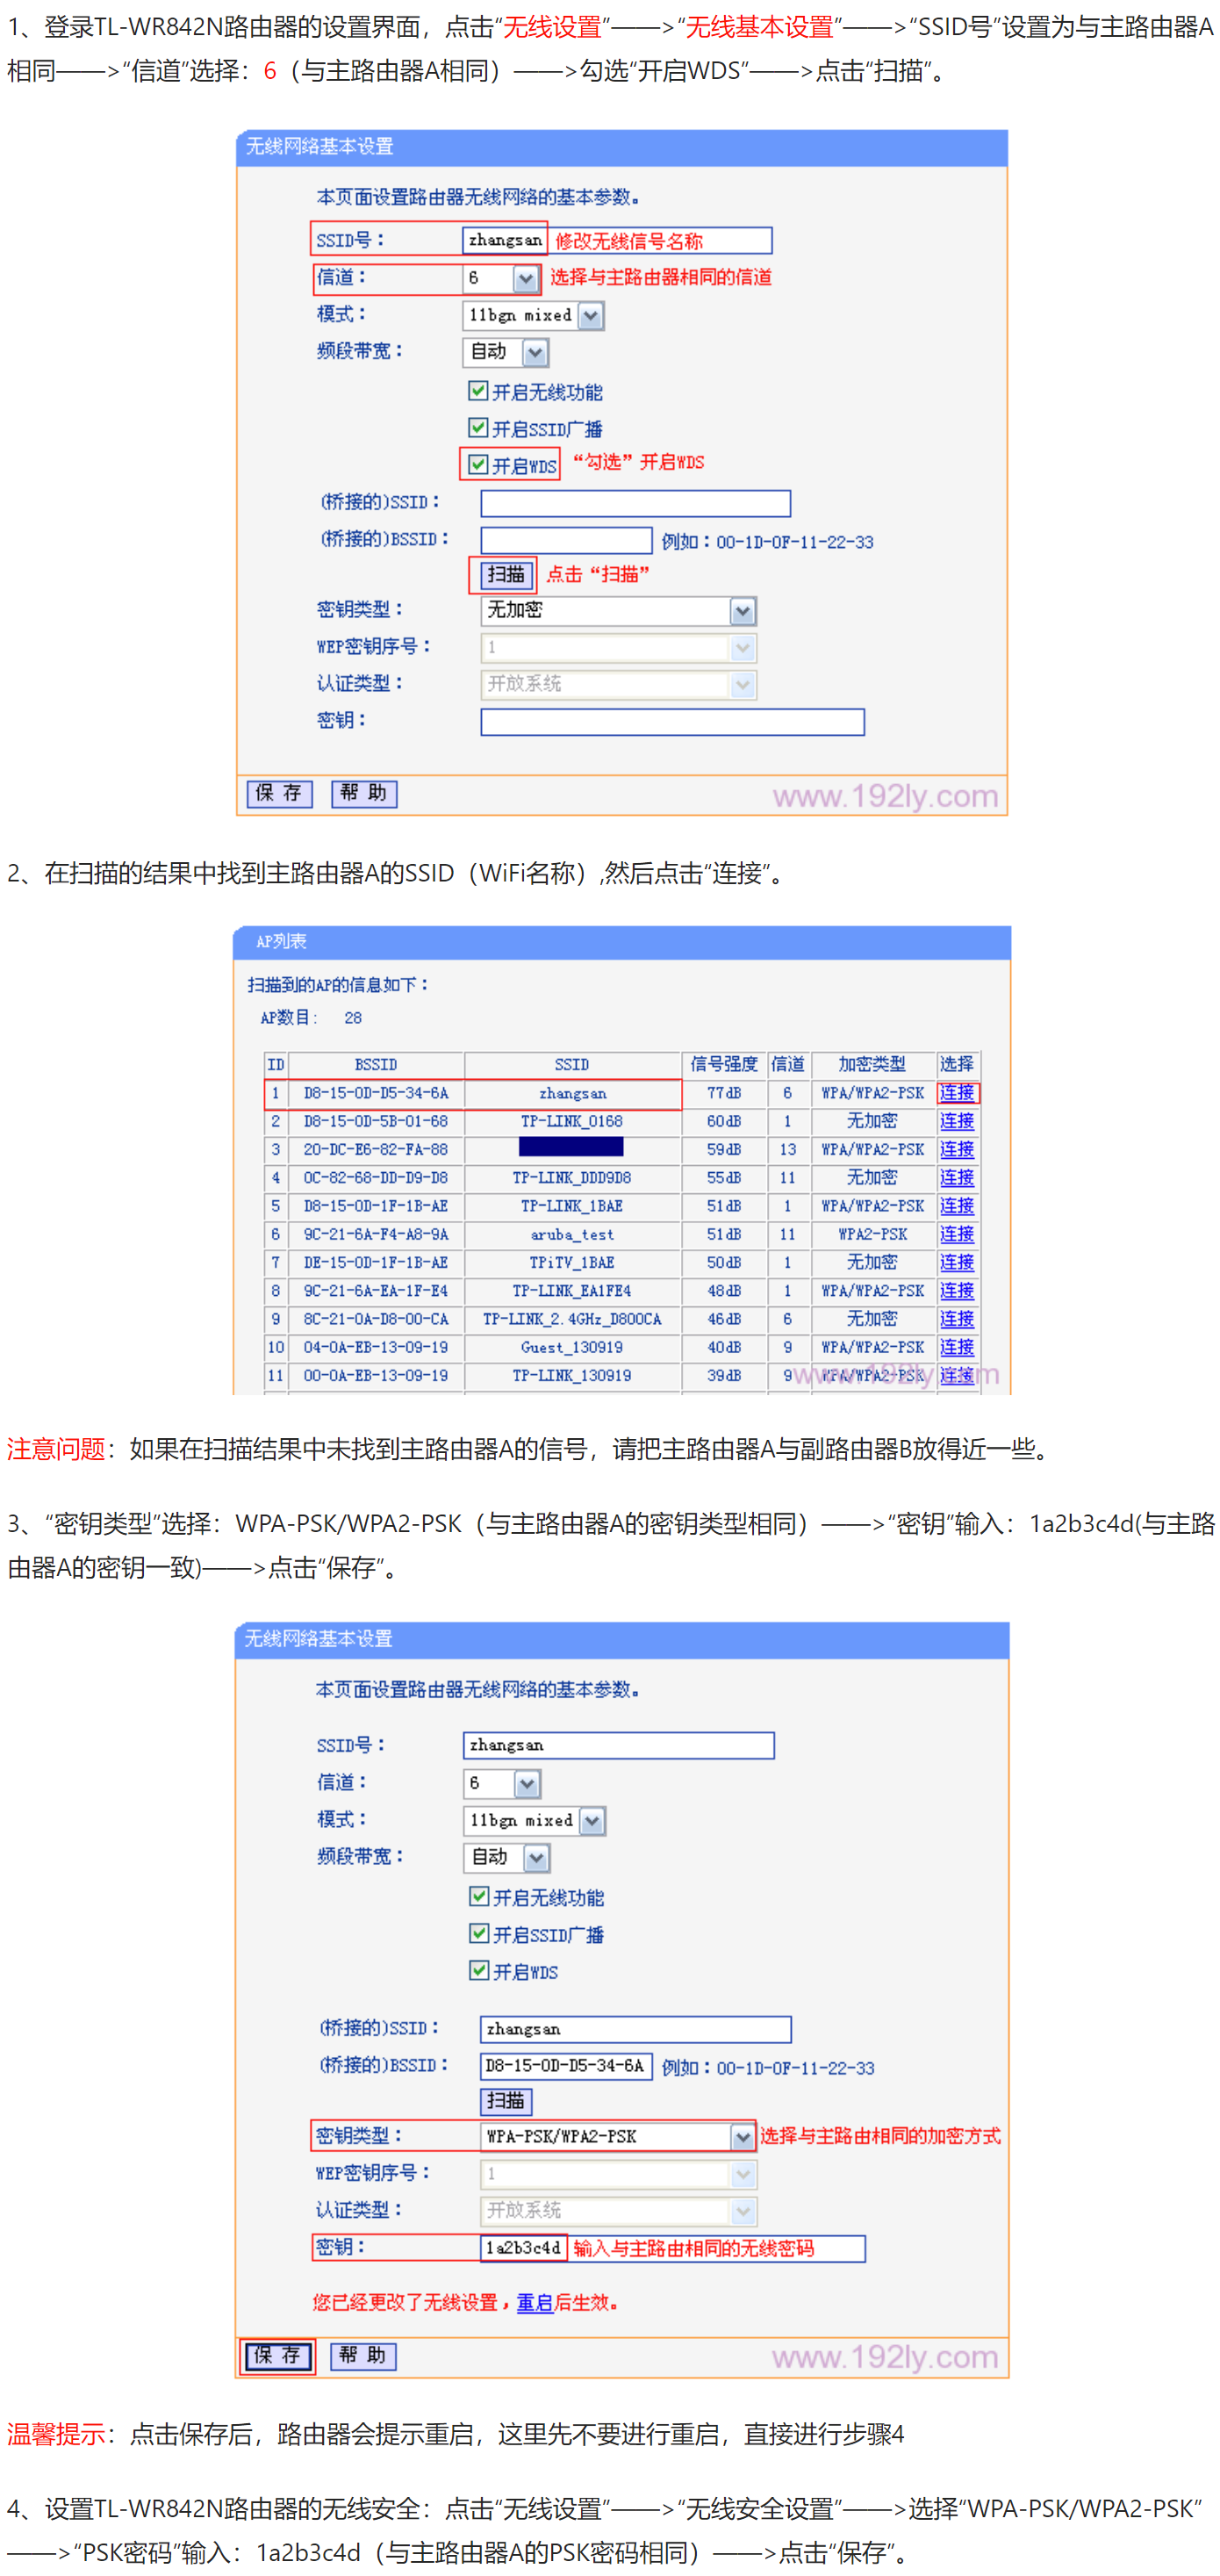 1、登录TL-WR842N路由器的设置界面，点击“无线设置”——>“无线基本设置”——>“SSID号”设置为与主路由器A
相同——>“信道”选择：6（与主路由器A相同）——>勾选“开启WDS”——>点击“扫描”。
无线网络基本设置
本页面设置路由器无线网络的基本参数。
SSID号： zhangsan 修改无线信号名称
信道： 6 选择与主路由器相同的信道
模式： 11bgn mixed
频段带宽： 自动
开启无线功能
开启SSID广播
开启WDS “勾选”开启WDS
(桥接的)SSID：
(桥接的)BSSID： 例如：00-1D-0F-11-22-33
扫描 点击“扫描”
密钥类型： 无加密
WEP密钥序号： 1
认证类型： 开放系统
密钥：
保 存 帮 助 www.192ly.com
2、在扫描的结果中找到主路由器A的SSID（WiFi名称）,然后点击“连接”。
AP列表
扫描到的AP的信息如下：
AP数目: 28
ID BSSID SSID 信号强度 信道 加密类型 选择
1 D8-15-0D-D5-34-6A zhangsan 77dB 6 WPA/WPA2-PSK 连接
2 D8-15-0D-5B-01-68 TP-LINK_0168 60dB 1 无加密 连接
3 20-DC-E6-82-FA-88 59dB 13 WPA/WPA2-PSK 连接
4 0C-82-68-DD-D9-D8 TP-LINK_DDD9D8 55dB 11 无加密 连接
5 D8-15-0D-1F-1B-AE TP-LINK_1BAE 51dB 1 WPA/WPA2-PSK 连接
6 9C-21-6A-F4-A8-9A aruba_test 51dB 11 WPA2-PSK 连接
7 DE-15-0D-1F-1B-AE TPiTV_1BAE 50dB 1 无加密 连接
8 9C-21-6A-EA-1F-E4 TP-LINK_EA1FE4 48dB 1 WPA/WPA2-PSK 连接
9 8C-21-0A-D8-00-CA TP-LINK_2.4GHz_D800CA 46dB 6 无加密 连接
10 04-0A-EB-13-09-19 Guest_130919 40dB 9 WPA/WPA2-PSK 连接
11 00-0A-EB-13-09-19 TP-LINK_130919 39dB 9 WPA/WPA2-PSK 连接
www.192ly.com
注意问题：如果在扫描结果中未找到主路由器A的信号，请把主路由器A与副路由器B放得近一些。
3、“密钥类型”选择：WPA-PSK/WPA2-PSK（与主路由器A的密钥类型相同）——>“密钥”输入：1a2b3c4d(与主路
由器A的密钥一致)——>点击“保存”。
无线网络基本设置
本页面设置路由器无线网络的基本参数。
SSID号： zhangsan
信道： 6
模式： 11bgn mixed
频段带宽： 自动
开启无线功能
开启SSID广播
开启WDS
(桥接的)SSID： zhangsan
(桥接的)BSSID： D8-15-0D-D5-34-6A 例如：00-1D-0F-11-22-33
扫描
密钥类型： WPA-PSK/WPA2-PSK 选择与主路由相同的加密方式
WEP密钥序号： 1
认证类型： 开放系统
密钥： 1a2b3c4d 输入与主路由相同的无线密码
您已经更改了无线设置，重启后生效。
保 存 帮 助 www.192ly.com
温馨提示：点击保存后，路由器会提示重启，这里先不要进行重启，直接进行步骤4
4、设置TL-WR842N路由器的无线安全：点击“无线设置”——>“无线安全设置”——>选择“WPA-PSK/WPA2-PSK”
——>“PSK密码”输入：1a2b3c4d（与主路由器A的PSK密码相同）——>点击“保存”。